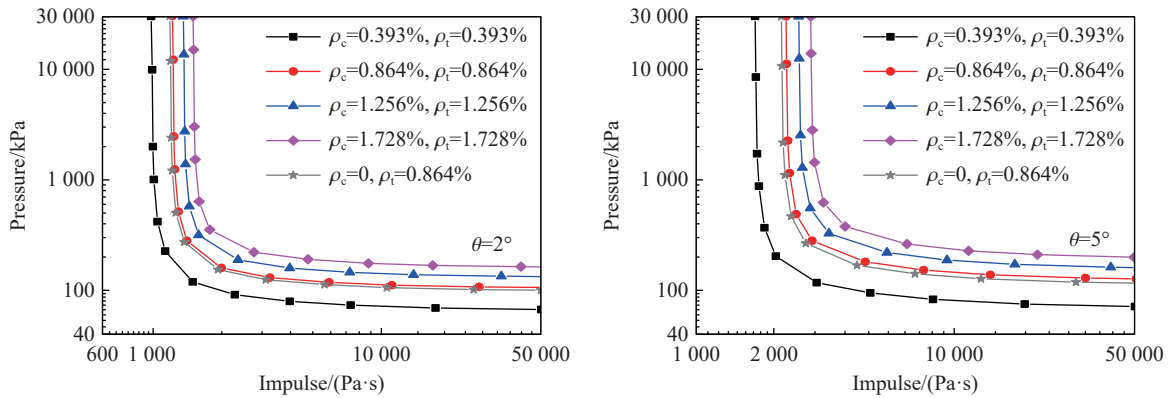 30 000
10 000
1 000
100
40
Pressure/kPa
ρc=0.393%, ρt=0.393%
ρc=0.864%, ρt=0.864%
ρc=1.256%, ρt=1.256%
ρc=1.728%, ρt=1.728%
ρc=0, ρt=0.864%
θ=2°
600 1 000 10 000 50 000
Impulse/(Pa·s)
30 000
10 000
1 000
100
40
Pressure/kPa
ρc=0.393%, ρt=0.393%
ρc=0.864%, ρt=0.864%
ρc=1.256%, ρt=1.256%
ρc=1.728%, ρt=1.728%
ρc=0, ρt=0.864%
θ=5°
1 000 2 000 10 000 50 000
Impulse/(Pa·s)